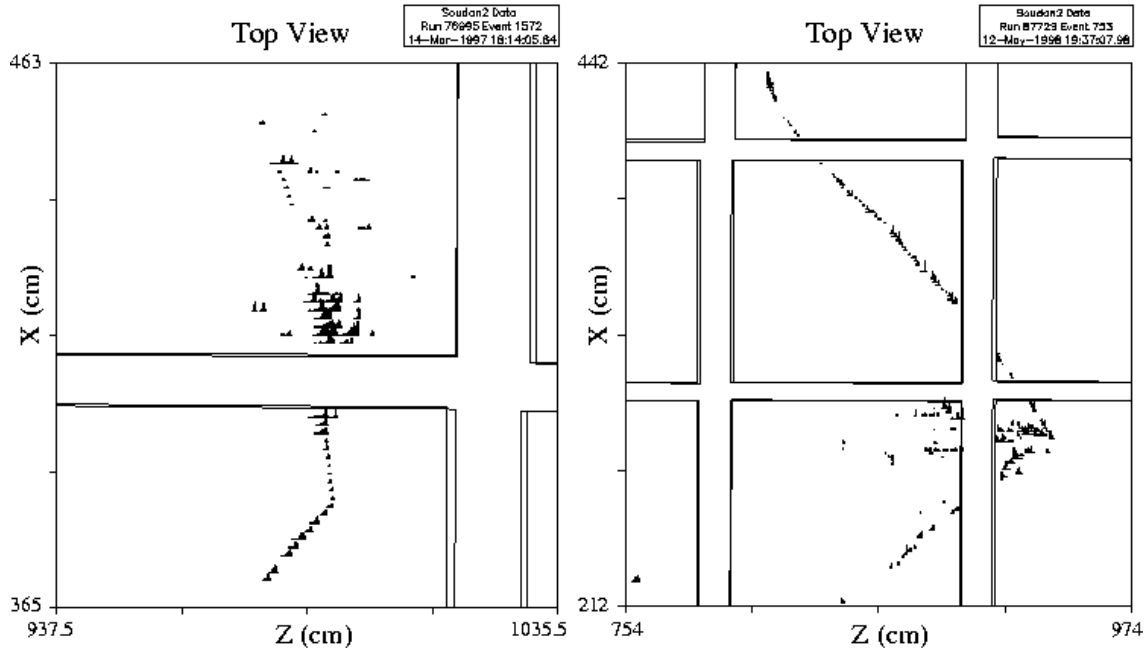 Soudan2 Data
Run 76995 Event 1572
14-Mar-1997 18:14:05.64
Top View
463
X (cm)
365
937.5
Z (cm)
1035.5
Soudan2 Data
Run 87729 Event 753
12-May-1998 19:37:07.98
Top View
442
X (cm)
212
754
Z (cm)
974